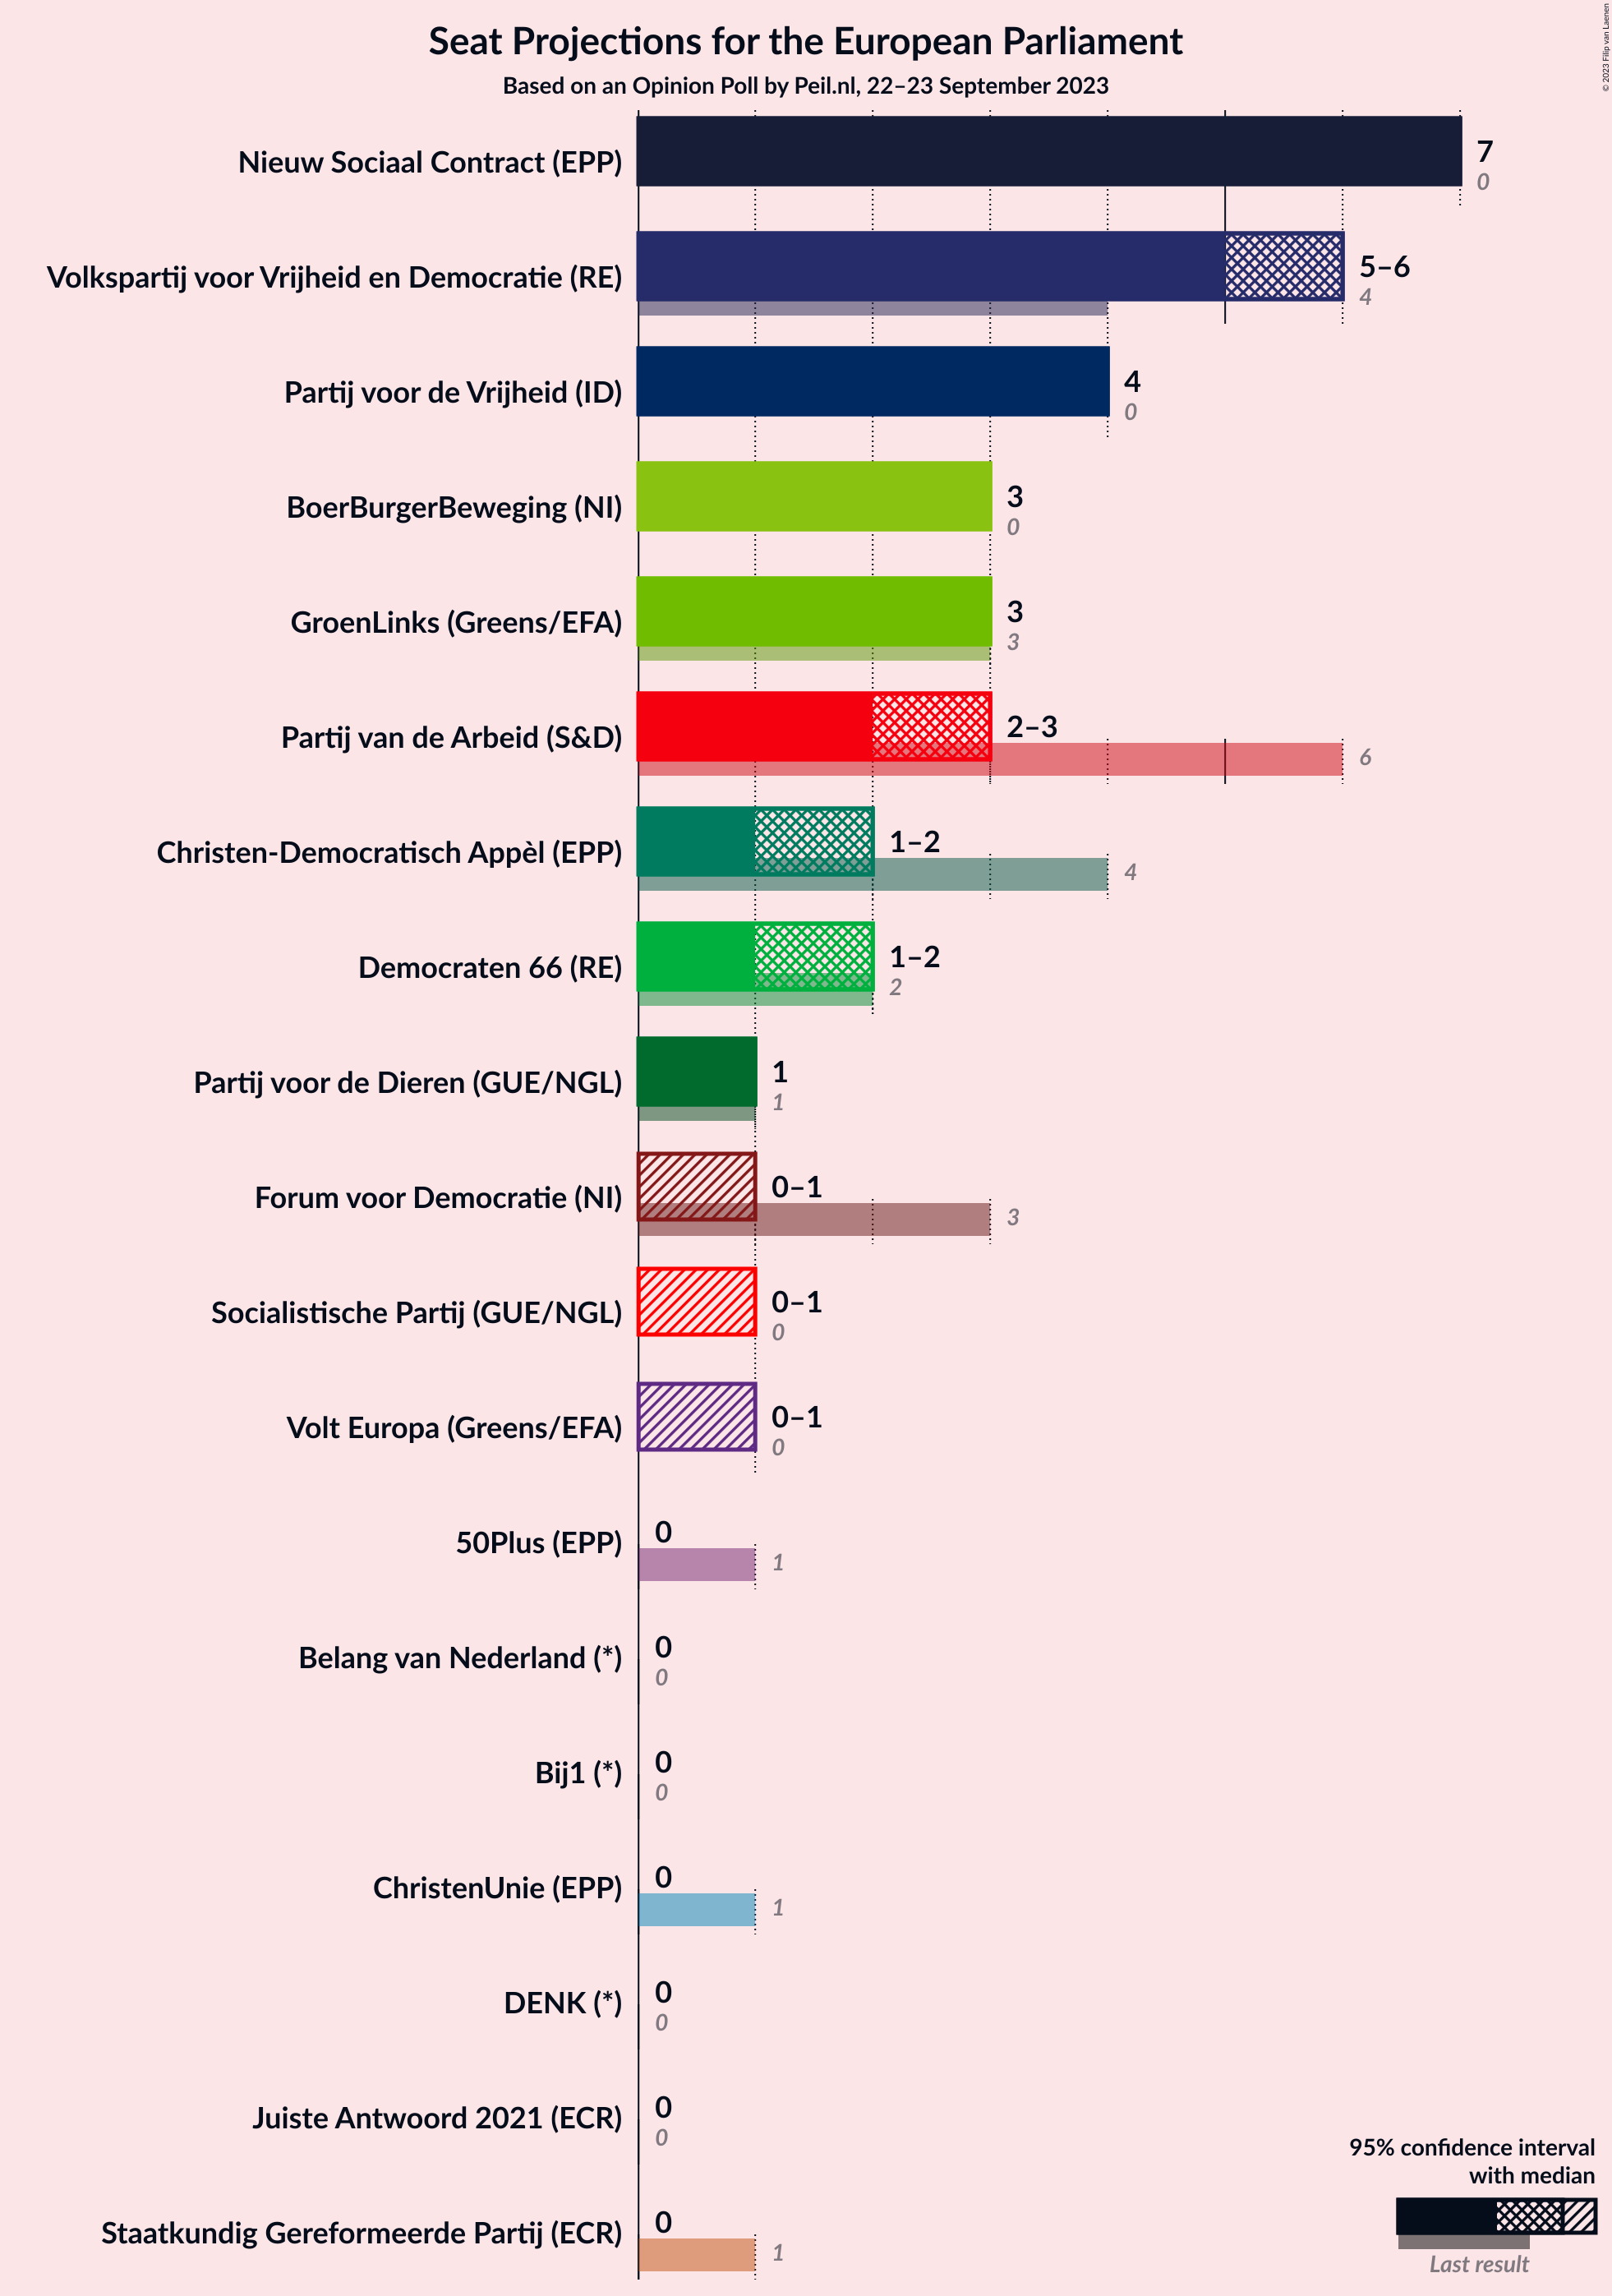 Seat Projections for the European Parliament
Based on an Opinion Poll by Peil.nl, 22–23 September 2023
© 2023 Filip van Laenen
Nieuw Sociaal Contract (EPP)
7
0
Volkspartij voor Vrijheid en Democratie (RE)
5–6
4
Partij voor de Vrijheid (ID)
4
0
BoerBurgerBeweging (NI)
3
0
GroenLinks (Greens/EFA)
3
3
Partij van de Arbeid (S&D)
2–3
6
Christen-Democratisch Appèl (EPP)
1–2
4
Democraten 66 (RE)
1–2
2
Partij voor de Dieren (GUE/NGL)
1
1
Forum voor Democratie (NI)
0–1
3
Socialistische Partij (GUE/NGL)
0–1
0
Volt Europa (Greens/EFA)
0–1
0
50Plus (EPP)
0
1
Belang van Nederland (*)
0
0
Bij1 (*)
0
0
ChristenUnie (EPP)
0
1
DENK (*)
0
0
Juiste Antwoord 2021 (ECR)
0
0
Staatkundig Gereformeerde Partij (ECR)
0
1
95% confidence interval
with median
Last result